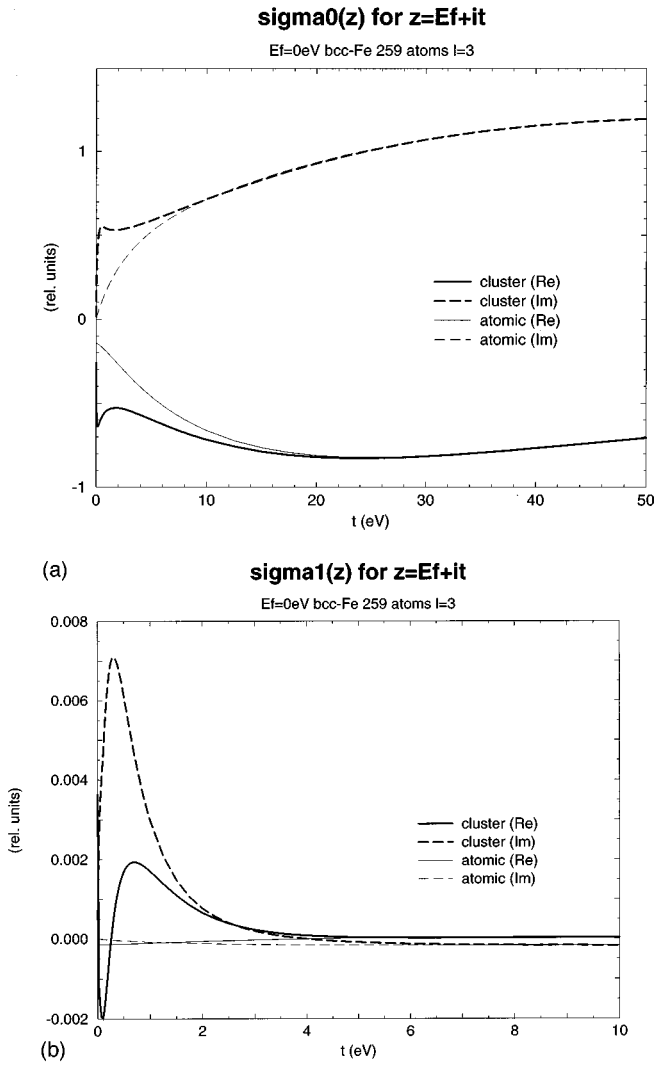 sigma0(z) for z=Ef+it
Ef=0eV bcc-Fe 259 atoms l=3
1
0
-1
(rel. units)
cluster (Re)
cluster (Im)
atomic (Re)
atomic (Im)
0 10 20 30 40 50
t (eV)
(a)
sigma1(z) for z=Ef+it
Ef=0eV bcc-Fe 259 atoms l=3
0.008
0.006
0.004
0.002
0.000
-0.002
(rel. units)
cluster (Re)
cluster (Im)
atomic (Re)
atomic (Im)
0 2 4 6 8 10
t (eV)
(b)